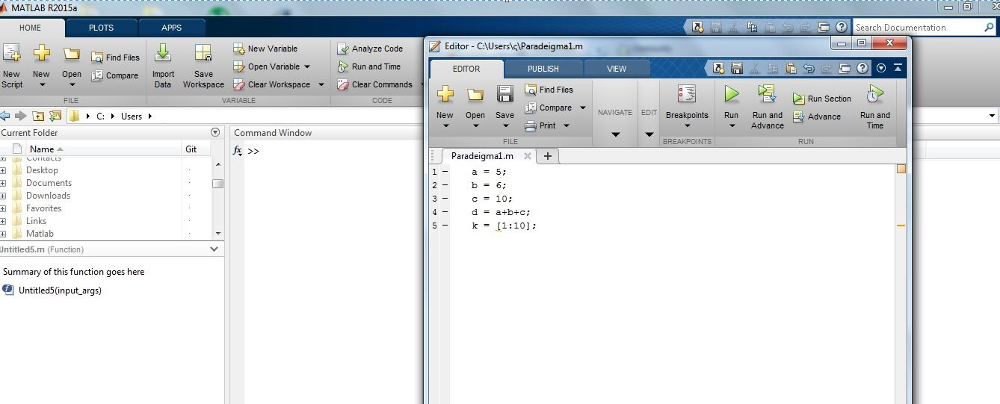 MATLAB R2015a
HOME PLOTS APPS
Search Documentation
New Script
New
Open
Find Files
Compare
Import Data
Save Workspace
New Variable
Open Variable
Clear Workspace
Analyze Code
Run and Time
Clear Commands
FILE VARIABLE CODE
C: Users
Current Folder
Name Git
Contacts
Desktop
Documents
Downloads
Favorites
Links
Matlab
Untitled5.m (Function)
Summary of this function goes here
Untitled5(input_args)
Command Window
fx >>
Editor - C:\Users\ç\Paradeigma1.m
EDITOR PUBLISH VIEW
New
Open
Save
Find Files
Compare
Print
NAVIGATE
EDIT
Breakpoints
Run
Run and Advance
Run Section
Advance
Run and Time
FILE BREAKPOINTS RUN
Paradeigma1.m
1 a = 5;
2 b = 6;
3 c = 10;
4 d = a+b+c;
5 k = [1:10];